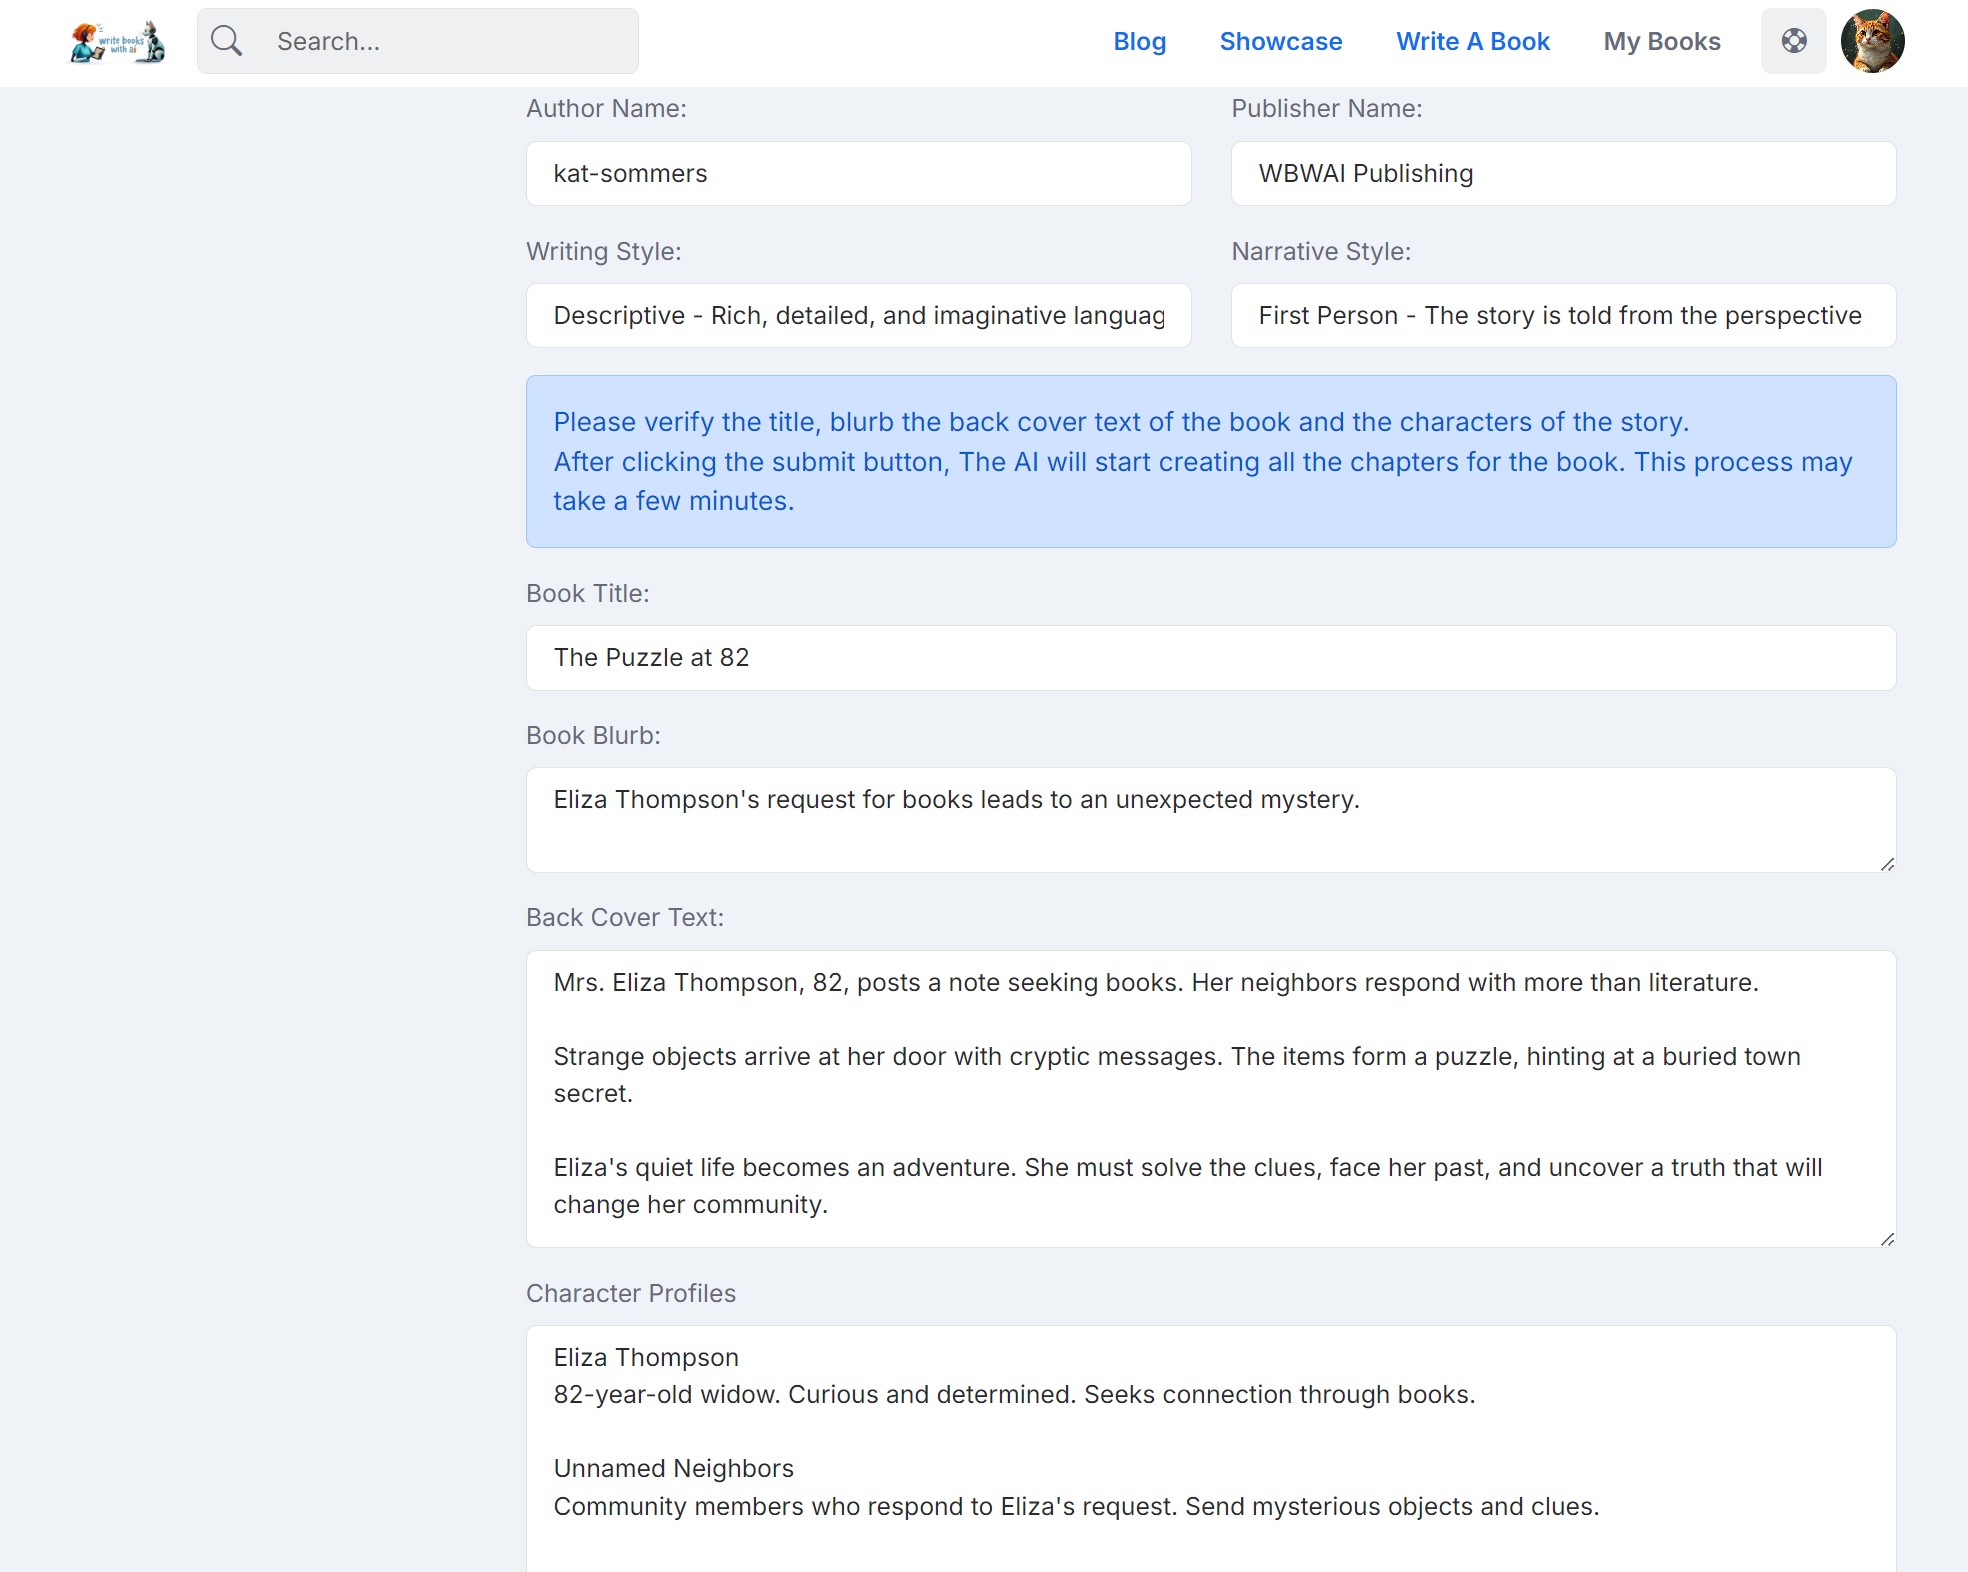 write books
with ai
Search...
Blog
Showcase
Write A Book
My Books
Author Name:
Publisher Name:
kat-sommers
WBWAI Publishing
Writing Style:
Narrative Style:
Descriptive - Rich, detailed, and imaginative languag
First Person - The story is told from the perspective
Please verify the title, blurb the back cover text of the book and the characters of the story.
After clicking the submit button, The AI will start creating all the chapters for the book. This process may
take a few minutes.
Book Title:
The Puzzle at 82
Book Blurb:
Eliza Thompson's request for books leads to an unexpected mystery.
Back Cover Text:
Mrs. Eliza Thompson, 82, posts a note seeking books. Her neighbors respond with more than literature.
Strange objects arrive at her door with cryptic messages. The items form a puzzle, hinting at a buried town
secret.
Eliza's quiet life becomes an adventure. She must solve the clues, face her past, and uncover a truth that will
change her community.
Character Profiles
Eliza Thompson
82-year-old widow. Curious and determined. Seeks connection through books.
Unnamed Neighbors
Community members who respond to Eliza's request. Send mysterious objects and clues.